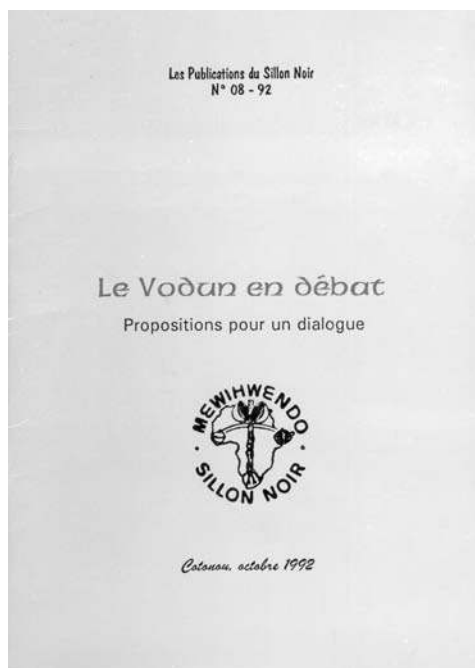 Les Publications du Sillon Noir
N° 08 - 92
Le Vodun en débat
Propositions pour un dialogue
MEWIHWENDO
SILLON NOIR
Cotonou, octobre 1992